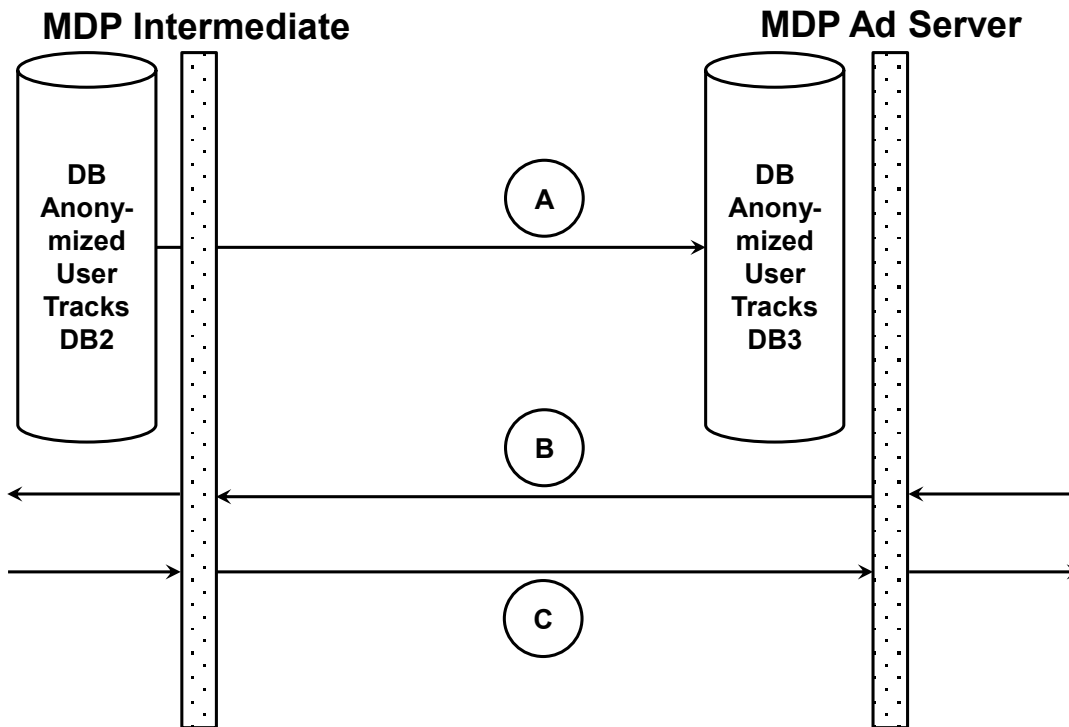 MDP Intermediate
MDP Ad Server
DB
Anony-
mized
User
Tracks
DB2
A
DB
Anony-
mized
User
Tracks
DB3
B
C